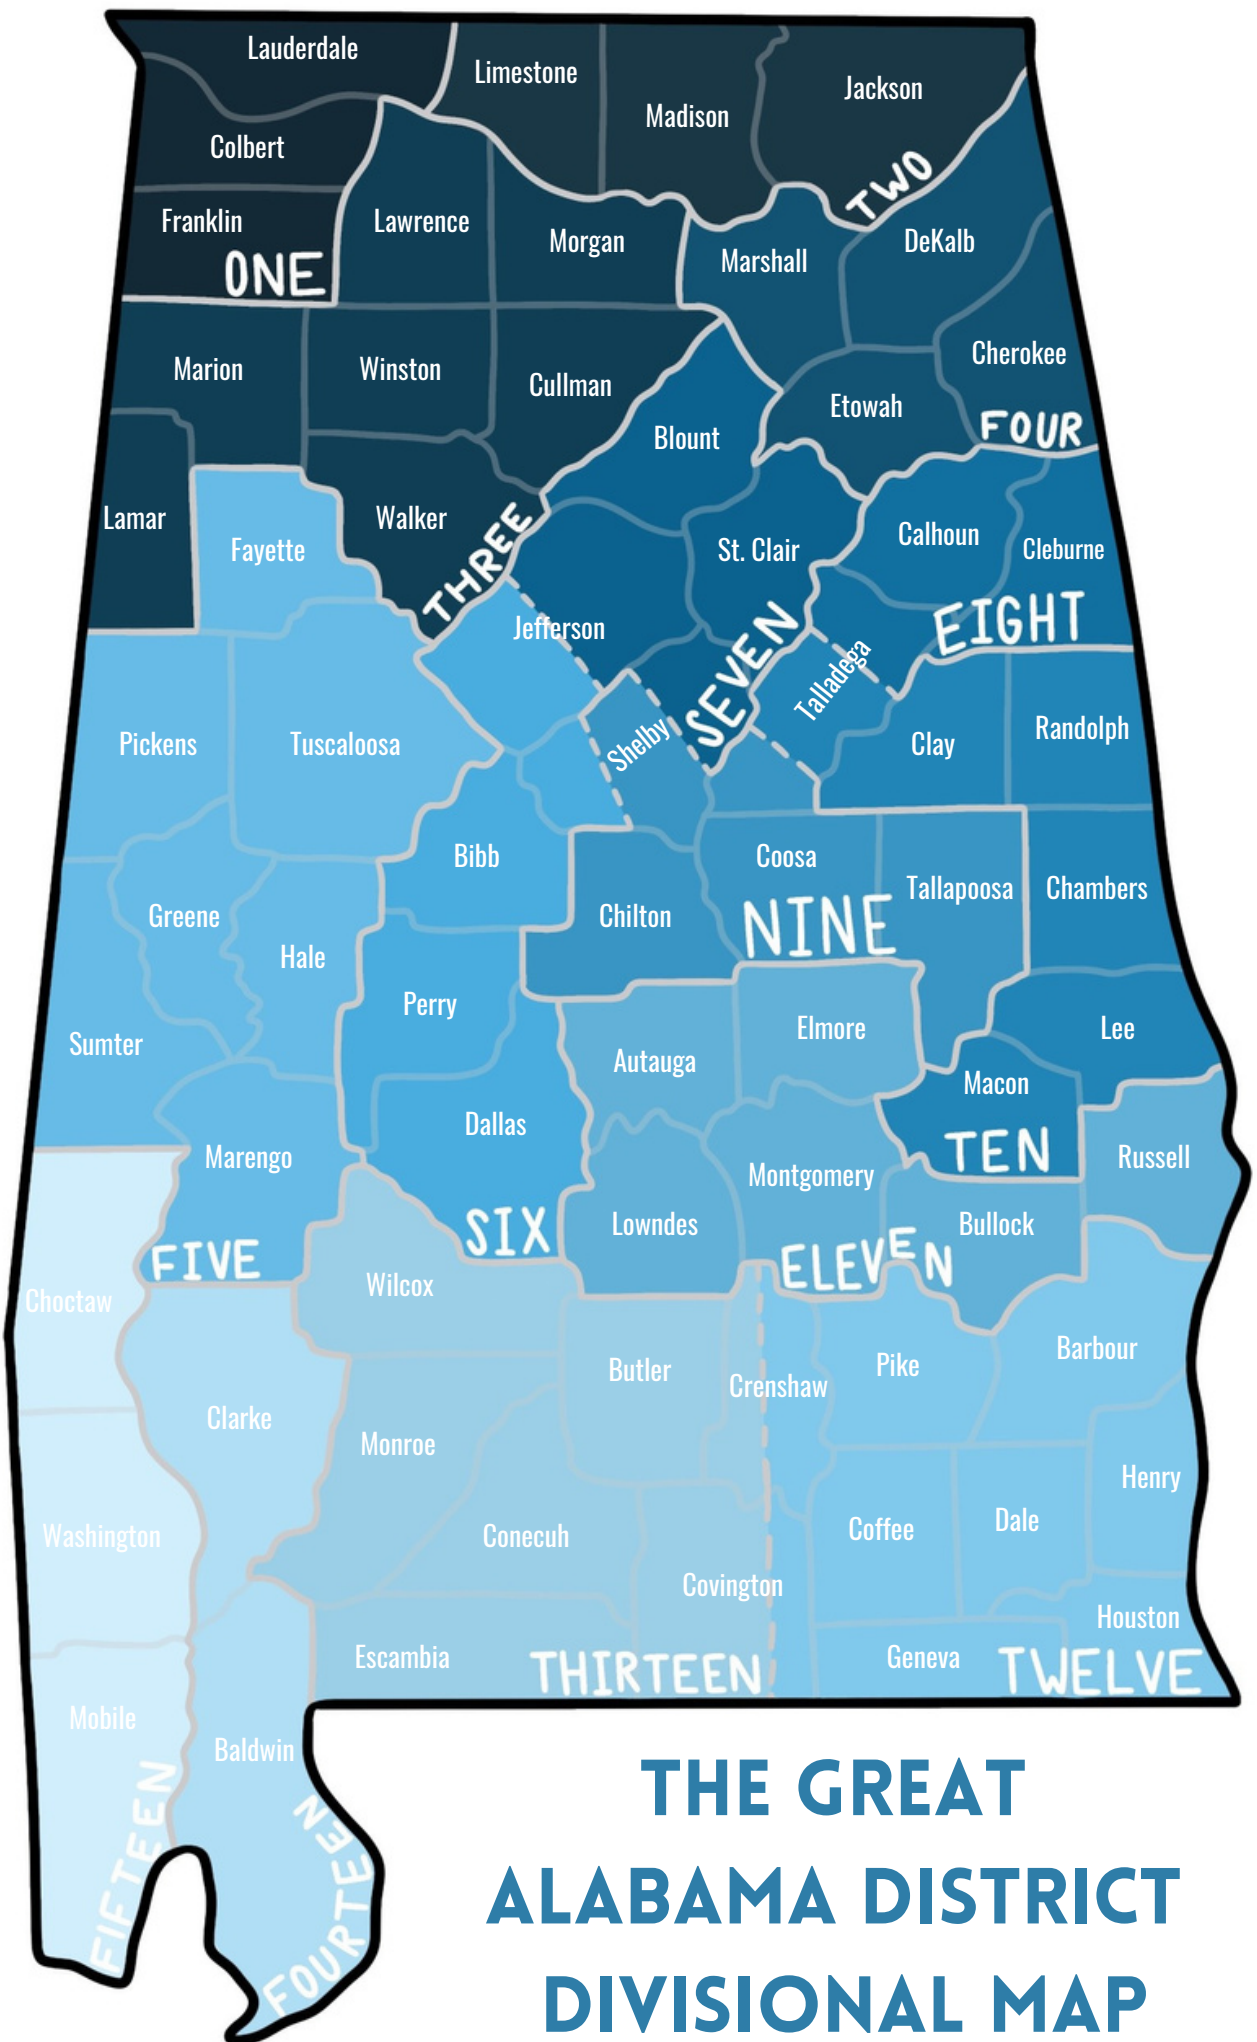 Lauderdale
Limestone
Madison
Jackson
Colbert
Franklin
Lawrence
Morgan
TWO
Marshall
DeKalb
ONE
Marion
Winston
Cullman
Cherokee
Etowah
Blount
FOUR
Lamar
Walker
Fayette
THREE
St. Clair
Calhoun
Cleburne
Jefferson
EIGHT
SEVEN
Talladega
Pickens
Tuscaloosa
Shelby
Clay
Randolph
Bibb
Coosa
Tallapoosa
Chambers
Greene
Chilton
NINE
Hale
Perry
Sumter
Autauga
Elmore
Lee
Macon
Dallas
Marengo
Montgomery
TEN
Russell
FIVE
SIX
Lowndes
Bullock
ELEVEN
Choctaw
Wilcox
Butler
Crenshaw
Pike
Barbour
Clarke
Monroe
Henry
Washington
Conecuh
Coffee
Dale
Covington
Houston
Escambia
THIRTEEN
Geneva
TWELVE
Mobile
Baldwin
FIFTEEN
FOURTEEN
THE GREAT
ALABAMA DISTRICT
DIVISIONAL MAP